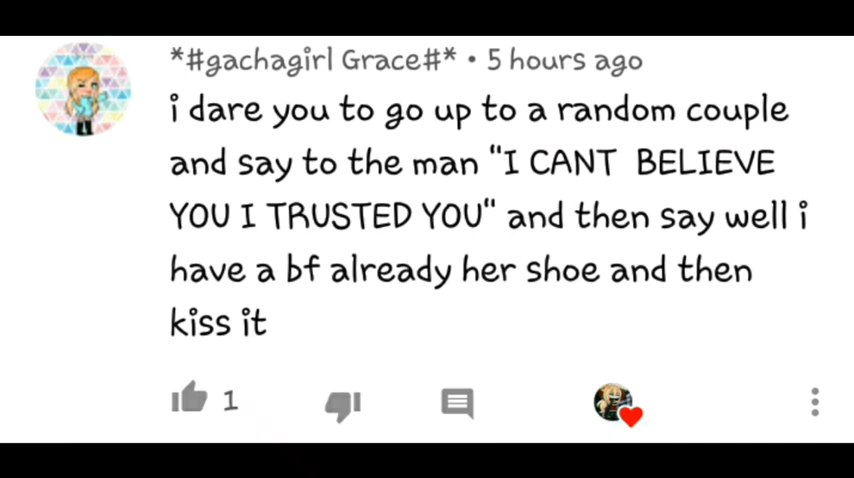 *#gachagirl Grace#* • 5 hours ago
i dare you to go up to a random couple
and say to the man "I CANT BELIEVE
YOU I TRUSTED YOU" and then say well i
have a bf already her shoe and then
kiss it
1